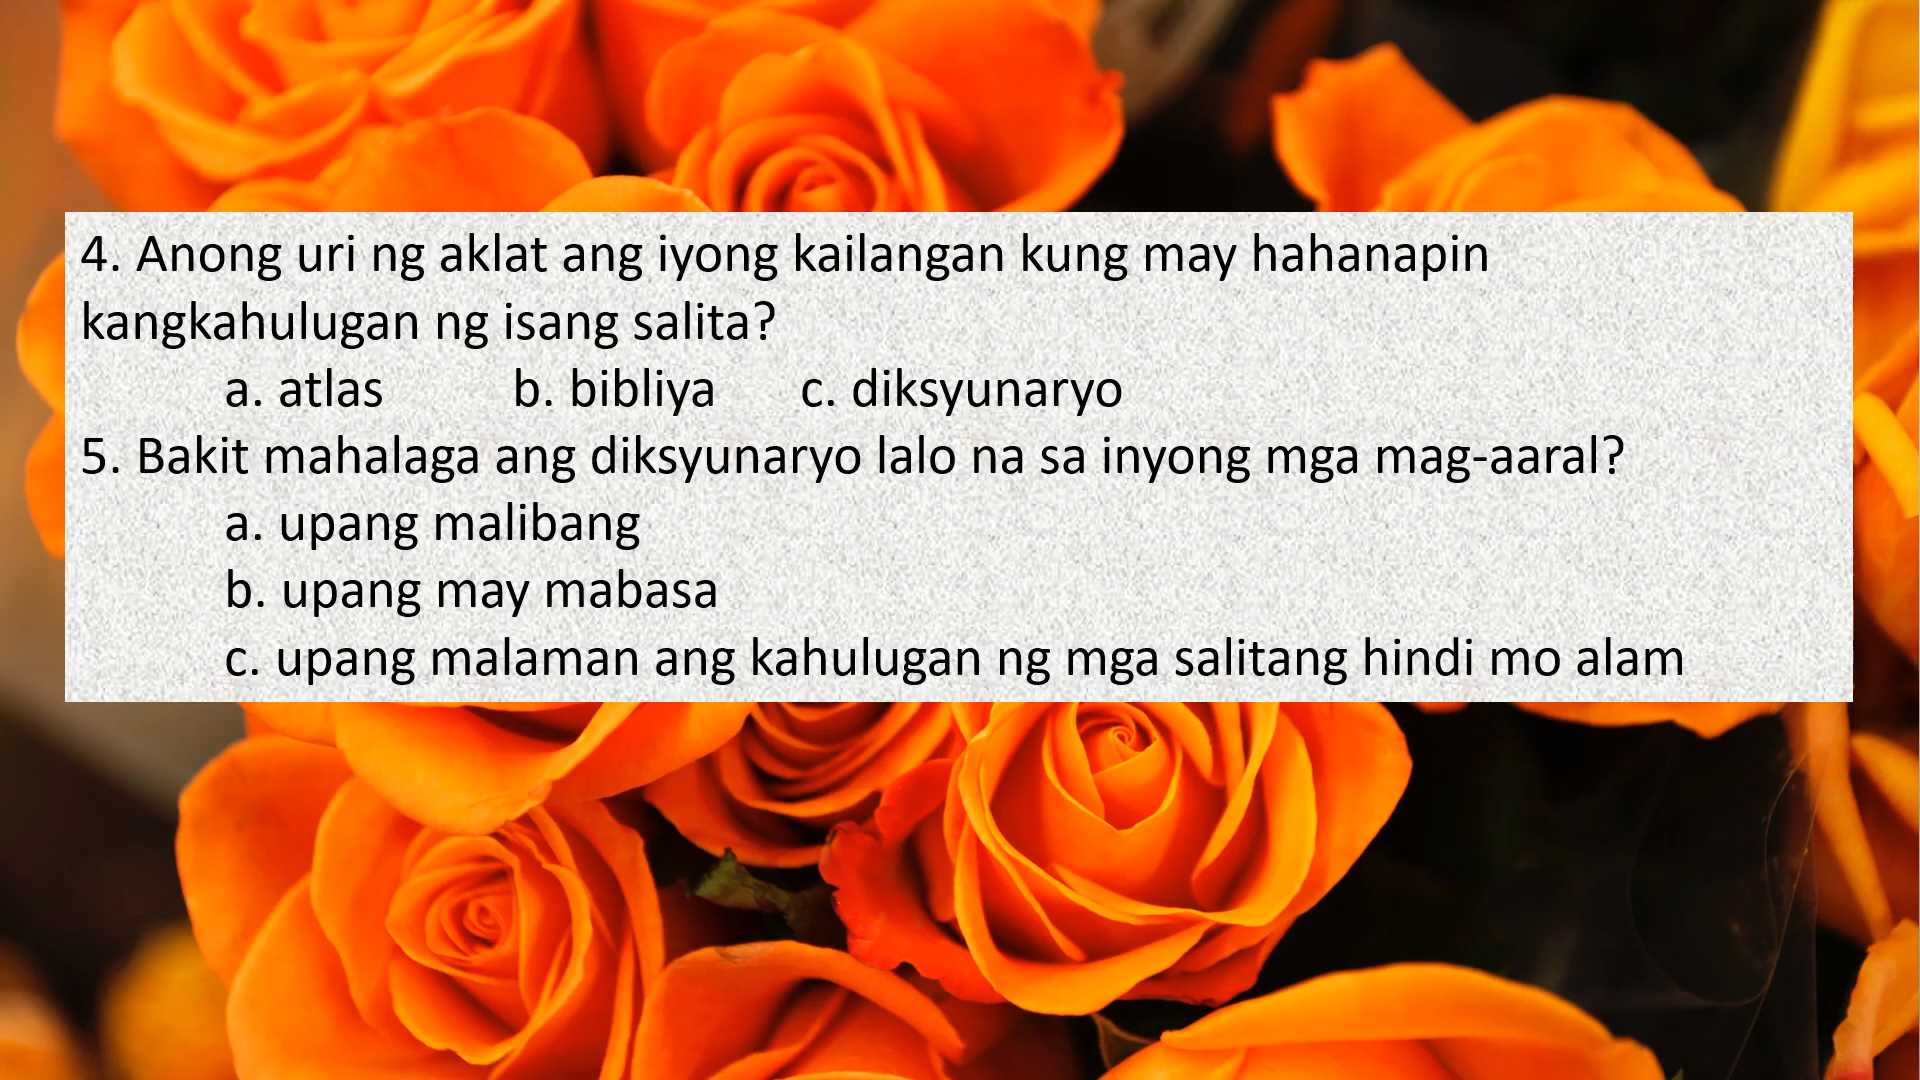 4. Anong uri ng aklat ang iyong kailangan kung may hahanapin
kangkahulugan ng isang salita?
a. atlas b. bibliya c. diksyunaryo
5. Bakit mahalaga ang diksyunaryo lalo na sa inyong mga mag-aaral?
a. upang malibang
b. upang may mabasa
c. upang malaman ang kahulugan ng mga salitang hindi mo alam